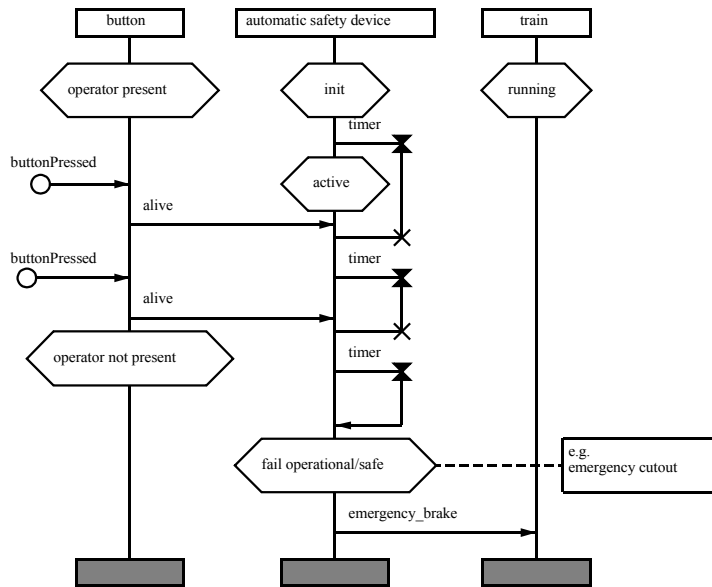 button
automatic safety device
train
operator present
init
running
timer
buttonPressed
active
alive
buttonPressed
timer
alive
operator not present
timer
fail operational/safe
e.g.
emergency cutout
emergency_brake